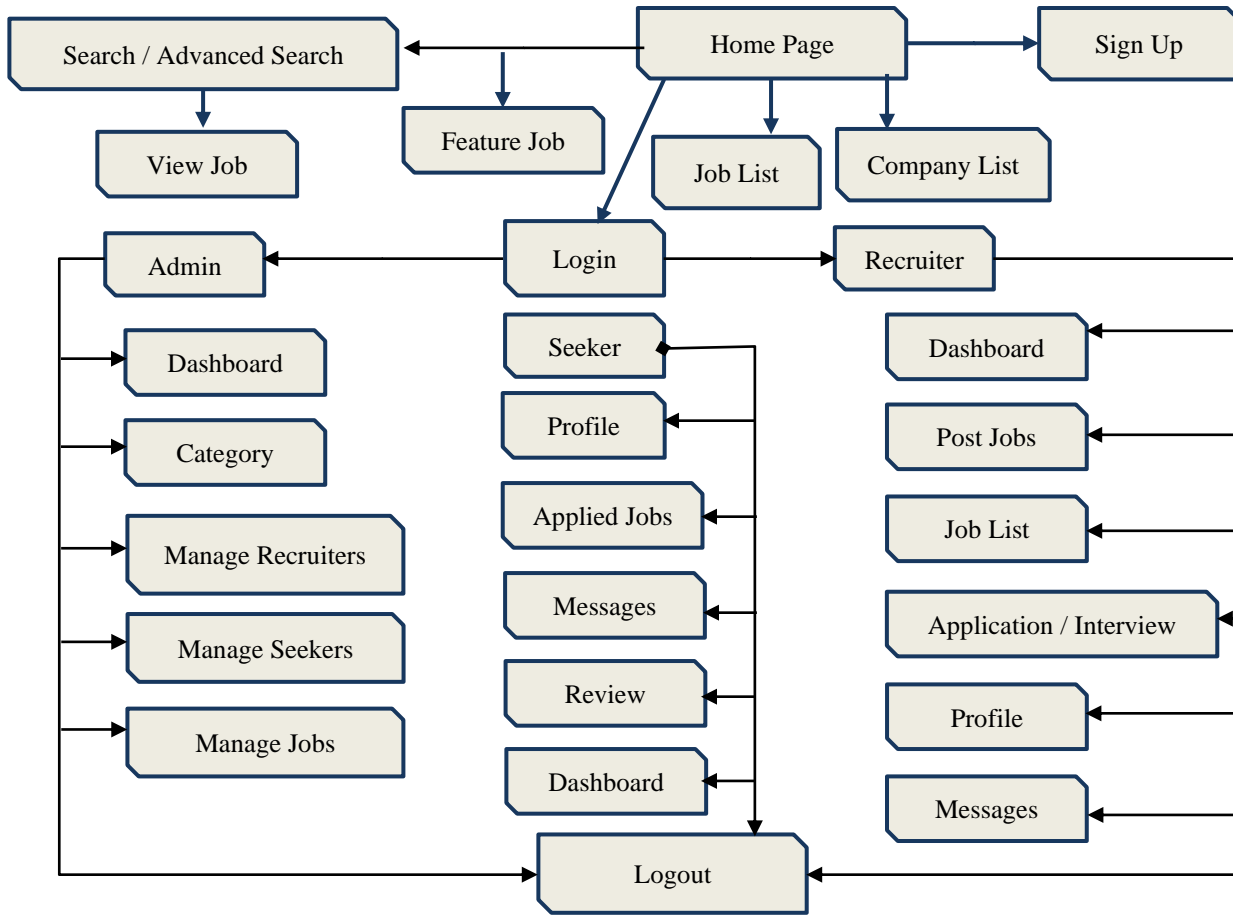 Search / Advanced Search
Home Page
Sign Up
View Job
Feature Job
Job List
Company List
Admin
Login
Recruiter
Dashboard
Category
Manage Recruiters
Manage Seekers
Manage Jobs
Seeker
Profile
Applied Jobs
Messages
Review
Dashboard
Dashboard
Post Jobs
Job List
Application / Interview
Profile
Messages
Logout